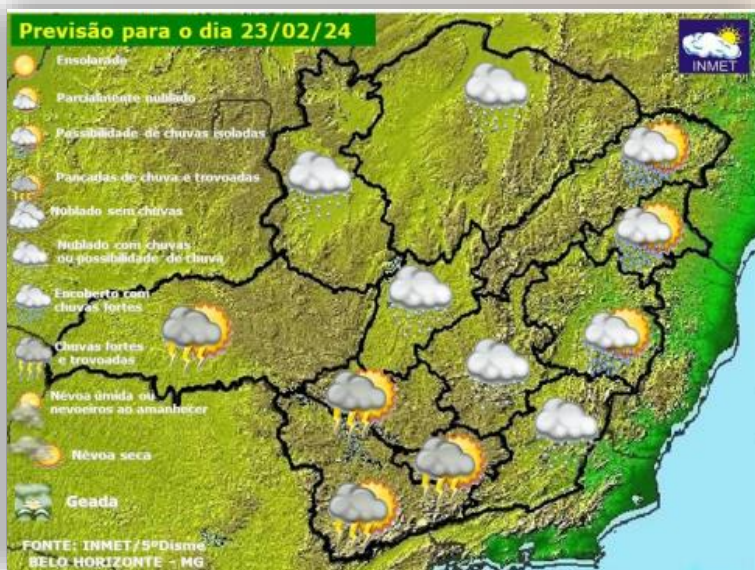 Previsão para o dia 23/02/24
INMET
Ensolarado
Parcialmente nublado
Possibilidade de chuvas isoladas
Pancadas de chuva e trovoadas
Nublado sem chuvas
Nublado com chuvas
ou possibilidade de chuva
Encoberto com
chuvas fortes
Chuvas fortes
e trovoadas
Névoa úmida ou
nevoeiros ao amanhecer
Névoa seca
Geada
FONTE: INMET/5ºDisme
BELO HORIZONTE - MG